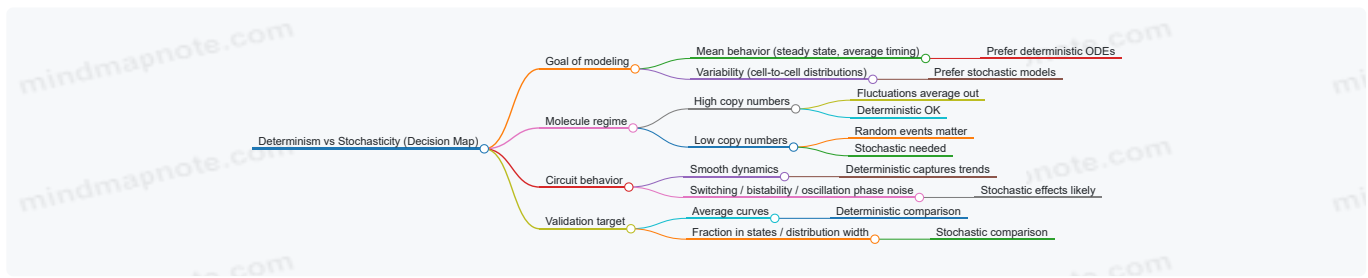 mindmapnote.com
Determinism vs Stochasticity (Decision Map)
Goal of modeling
Mean behavior (steady state, average timing)
Prefer deterministic ODEs
Variability (cell-to-cell distributions)
Prefer stochastic models
Molecule regime
High copy numbers
Fluctuations average out
Deterministic OK
Low copy numbers
Random events matter
Stochastic needed
Circuit behavior
Smooth dynamics
Deterministic captures trends
Switching / bistability / oscillation phase noise
Stochastic effects likely
Validation target
Average curves
Deterministic comparison
Fraction in states / distribution width
Stochastic comparison
mindmapnote.com